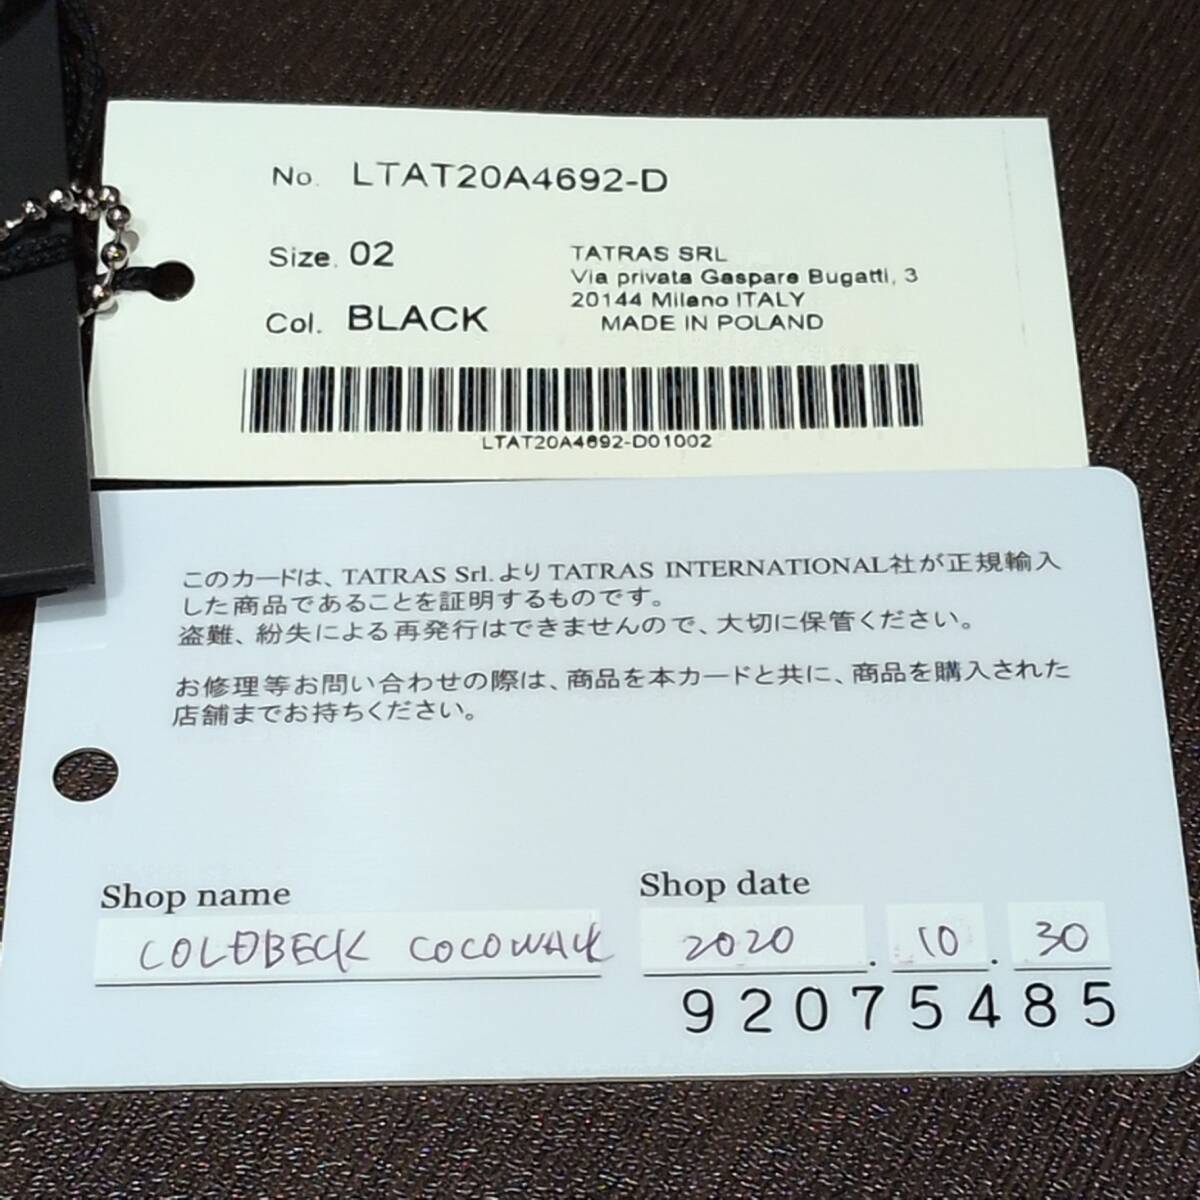 No. LTAT20A4692-D
Size. 02
Col. BLACK
TATRAS SRL
Via privata Gaspare Bugatti, 3
20144 Milano ITALY
MADE IN POLAND
LTAT20A4692-D01002
このカードは、TATRAS Srl.よりTATRAS INTERNATIONAL社が正規輸入
した商品であることを証明するものです。
盗難、紛失による再発行はできませんので、大切に保管ください。
お修理等お問い合わせの際は、商品を本カードと共に、商品を購入された
店舗までお持ちください。
Shop name
COLDBECK COCOWALK
Shop date
2020 . 10 . 30
92075485